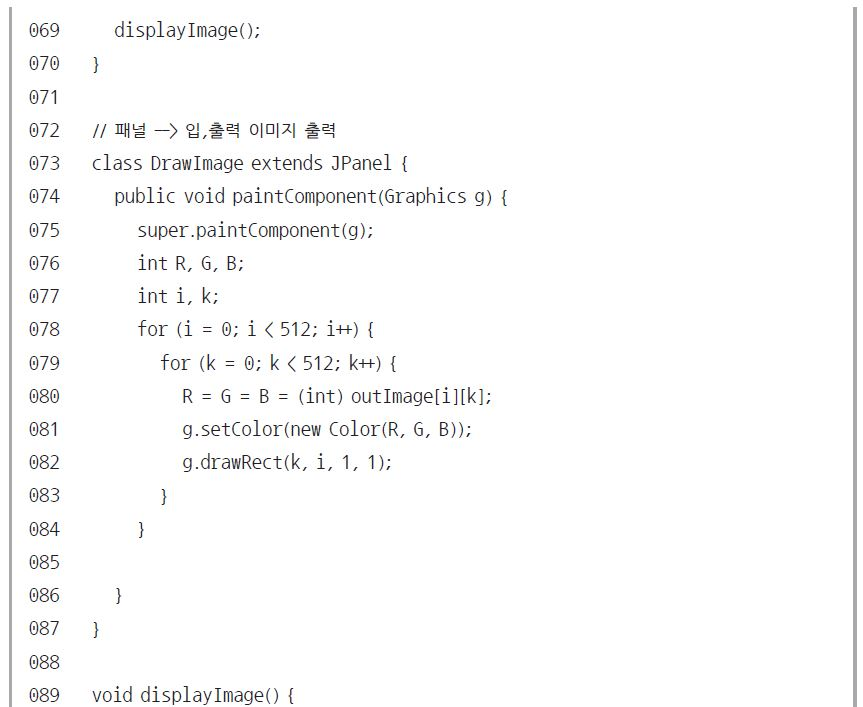 069 displayImage();
070 }
071
072 // 패널 --> 입,출력 이미지 출력
073 class DrawImage extends JPanel {
074 public void paintComponent(Graphics g) {
075 super.paintComponent(g);
076 int R, G, B;
077 int i, k;
078 for (i = 0; i < 512; i++) {
079 for (k = 0; k < 512; k++) {
080 R = G = B = (int) outImage[i][k];
081 g.setColor(new Color(R, G, B));
082 g.drawRect(k, i, 1, 1);
083 }
084 }
085
086 }
087 }
088
089 void displayImage() {